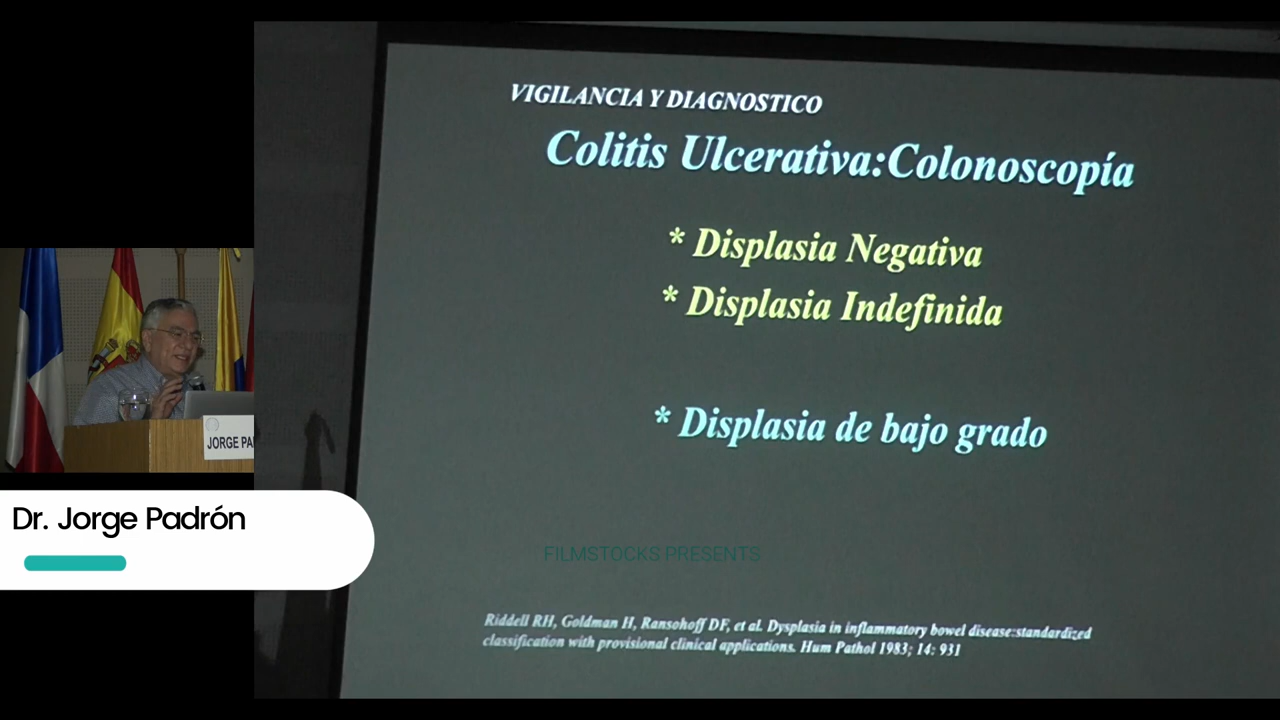 VIGILANCIA Y DIAGNOSTICO
Colitis Ulcerativa:Colonoscopía
* Displasia Negativa
* Displasia Indefinida
* Displasia de bajo grado
JORGE PA
Dr. Jorge Padrón
FILMSTOCKS PRESENTS
Riddell RH, Goldman H, Ransohoff DF, et al. Dysplasia in inflammatory bowel disease:standardized
classification with provisional clinical applications. Hum Pathol 1983; 14: 931